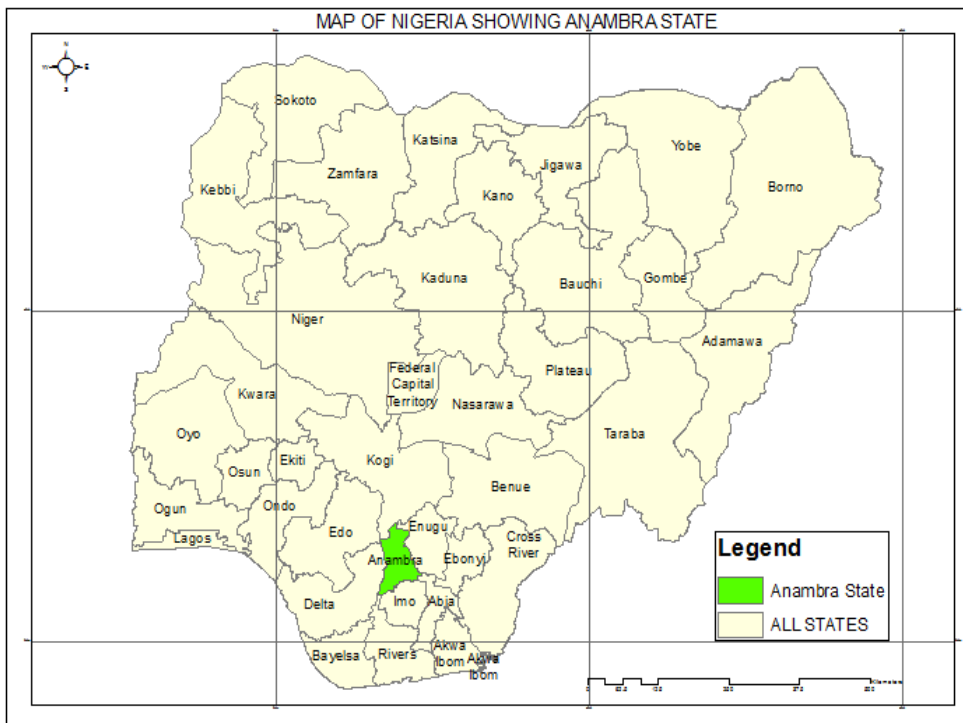 MAP OF NIGERIA SHOWING ANAMBRA STATE
N
Sokoto
Katsina
Yobe
Jigawa
Zamfara
Kebbi
Kano
Borno
Kaduna
Bauchi
Gombe
Niger
Adamawa
Federal
Capital
Territory
Plateau
Kwara
Nasarawa
Oyo
Taraba
Ekiti
Kogi
Osun
Benue
Ogun
Ondo
Edo
Enugu
Cross
River
Lagos
Anambra
Ebonyi
Delta
Imo
Abia
Bayelsa
Rivers
Akwa
Ibom
Akwa
Ibom
Legend
Anambra State
ALL STATES
Kilometers